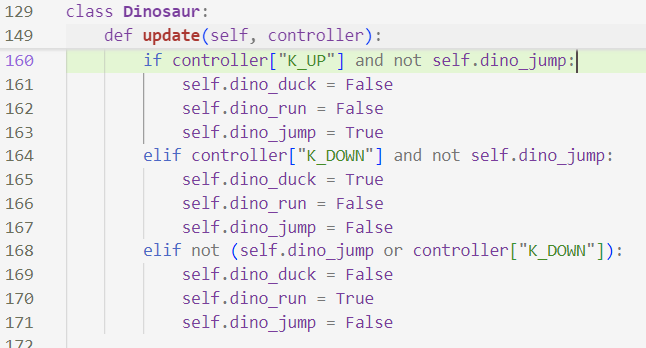 129 class Dinosaur:
149     def update(self, controller):
160         if controller["K_UP"] and not self.dino_jump:
161             self.dino_duck = False
162             self.dino_run = False
163             self.dino_jump = True
164         elif controller["K_DOWN"] and not self.dino_jump:
165             self.dino_duck = True
166             self.dino_run = False
167             self.dino_jump = False
168         elif not (self.dino_jump or controller["K_DOWN"]):
169             self.dino_duck = False
170             self.dino_run = True
171             self.dino_jump = False
172